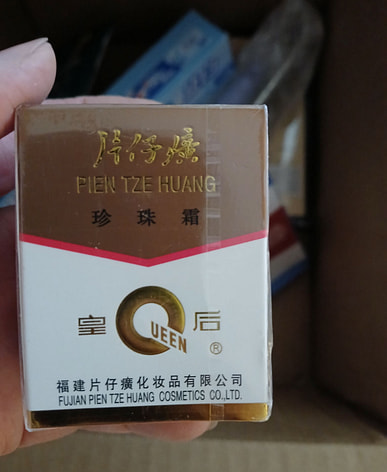 片仔癀
PIEN TZE HUANG
珍珠霜
皇 QUEEN 后 ®
福建片仔癀化妆品有限公司
FUJIAN PIEN TZE HUANG COSMETICS CO.,LTD.